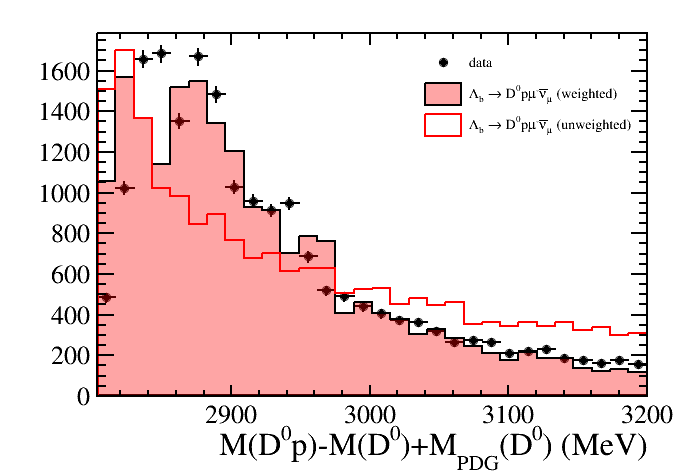 data
Λb → D⁰pμ ν̅μ (weighted)
Λb → D⁰pμ ν̅μ (unweighted)
1600
1400
1200
1000
800
600
400
200
0
2900 3000 3100 3200
M(D⁰p)-M(D⁰)+M_PDG(D⁰) (MeV)